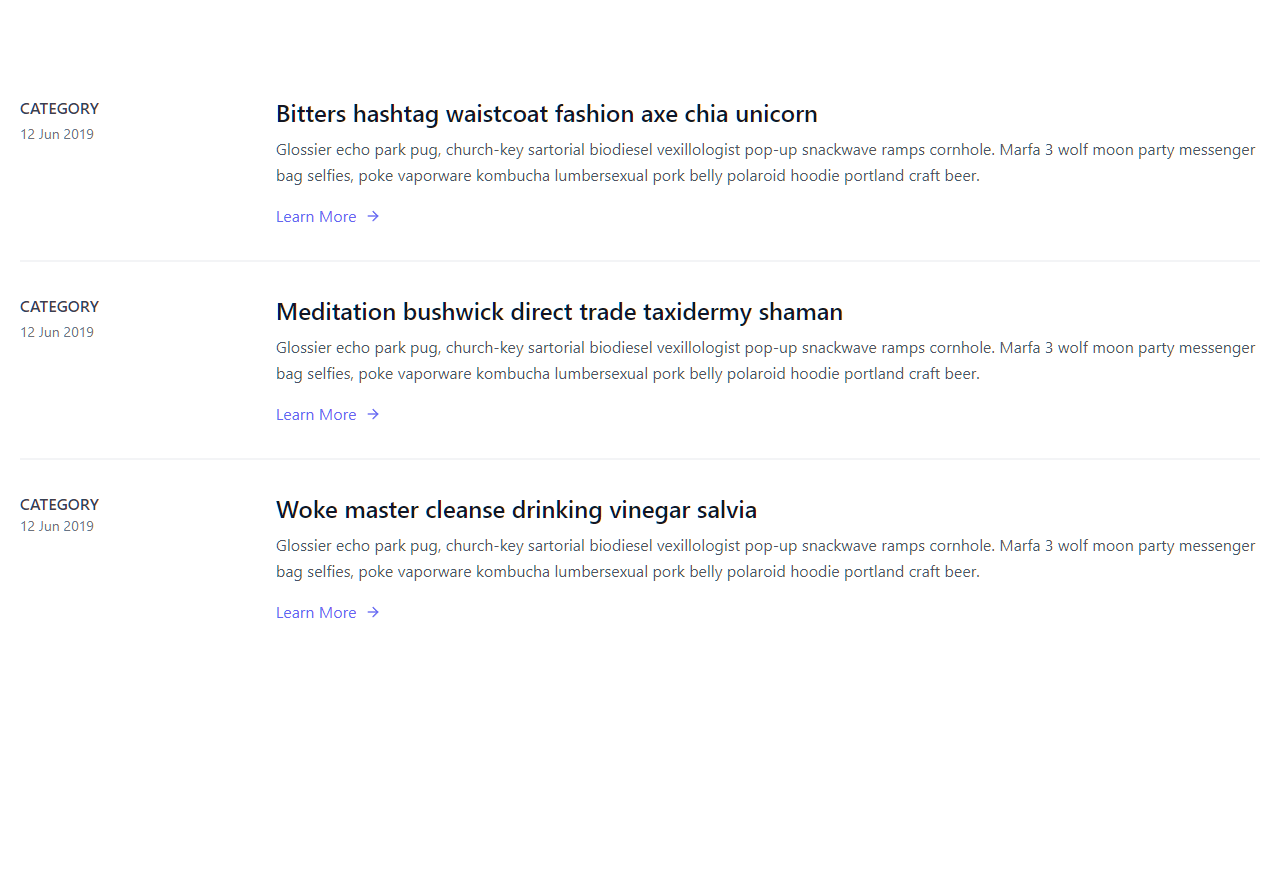 CATEGORY
12 Jun 2019
Bitters hashtag waistcoat fashion axe chia unicorn
Glossier echo park pug, church-key sartorial biodiesel vexillologist pop-up snackwave ramps cornhole. Marfa 3 wolf moon party messenger
bag selfies, poke vaporware kombucha lumbersexual pork belly polaroid hoodie portland craft beer.
Learn More
CATEGORY
12 Jun 2019
Meditation bushwick direct trade taxidermy shaman
Glossier echo park pug, church-key sartorial biodiesel vexillologist pop-up snackwave ramps cornhole. Marfa 3 wolf moon party messenger
bag selfies, poke vaporware kombucha lumbersexual pork belly polaroid hoodie portland craft beer.
Learn More
CATEGORY
12 Jun 2019
Woke master cleanse drinking vinegar salvia
Glossier echo park pug, church-key sartorial biodiesel vexillologist pop-up snackwave ramps cornhole. Marfa 3 wolf moon party messenger
bag selfies, poke vaporware kombucha lumbersexual pork belly polaroid hoodie portland craft beer.
Learn More